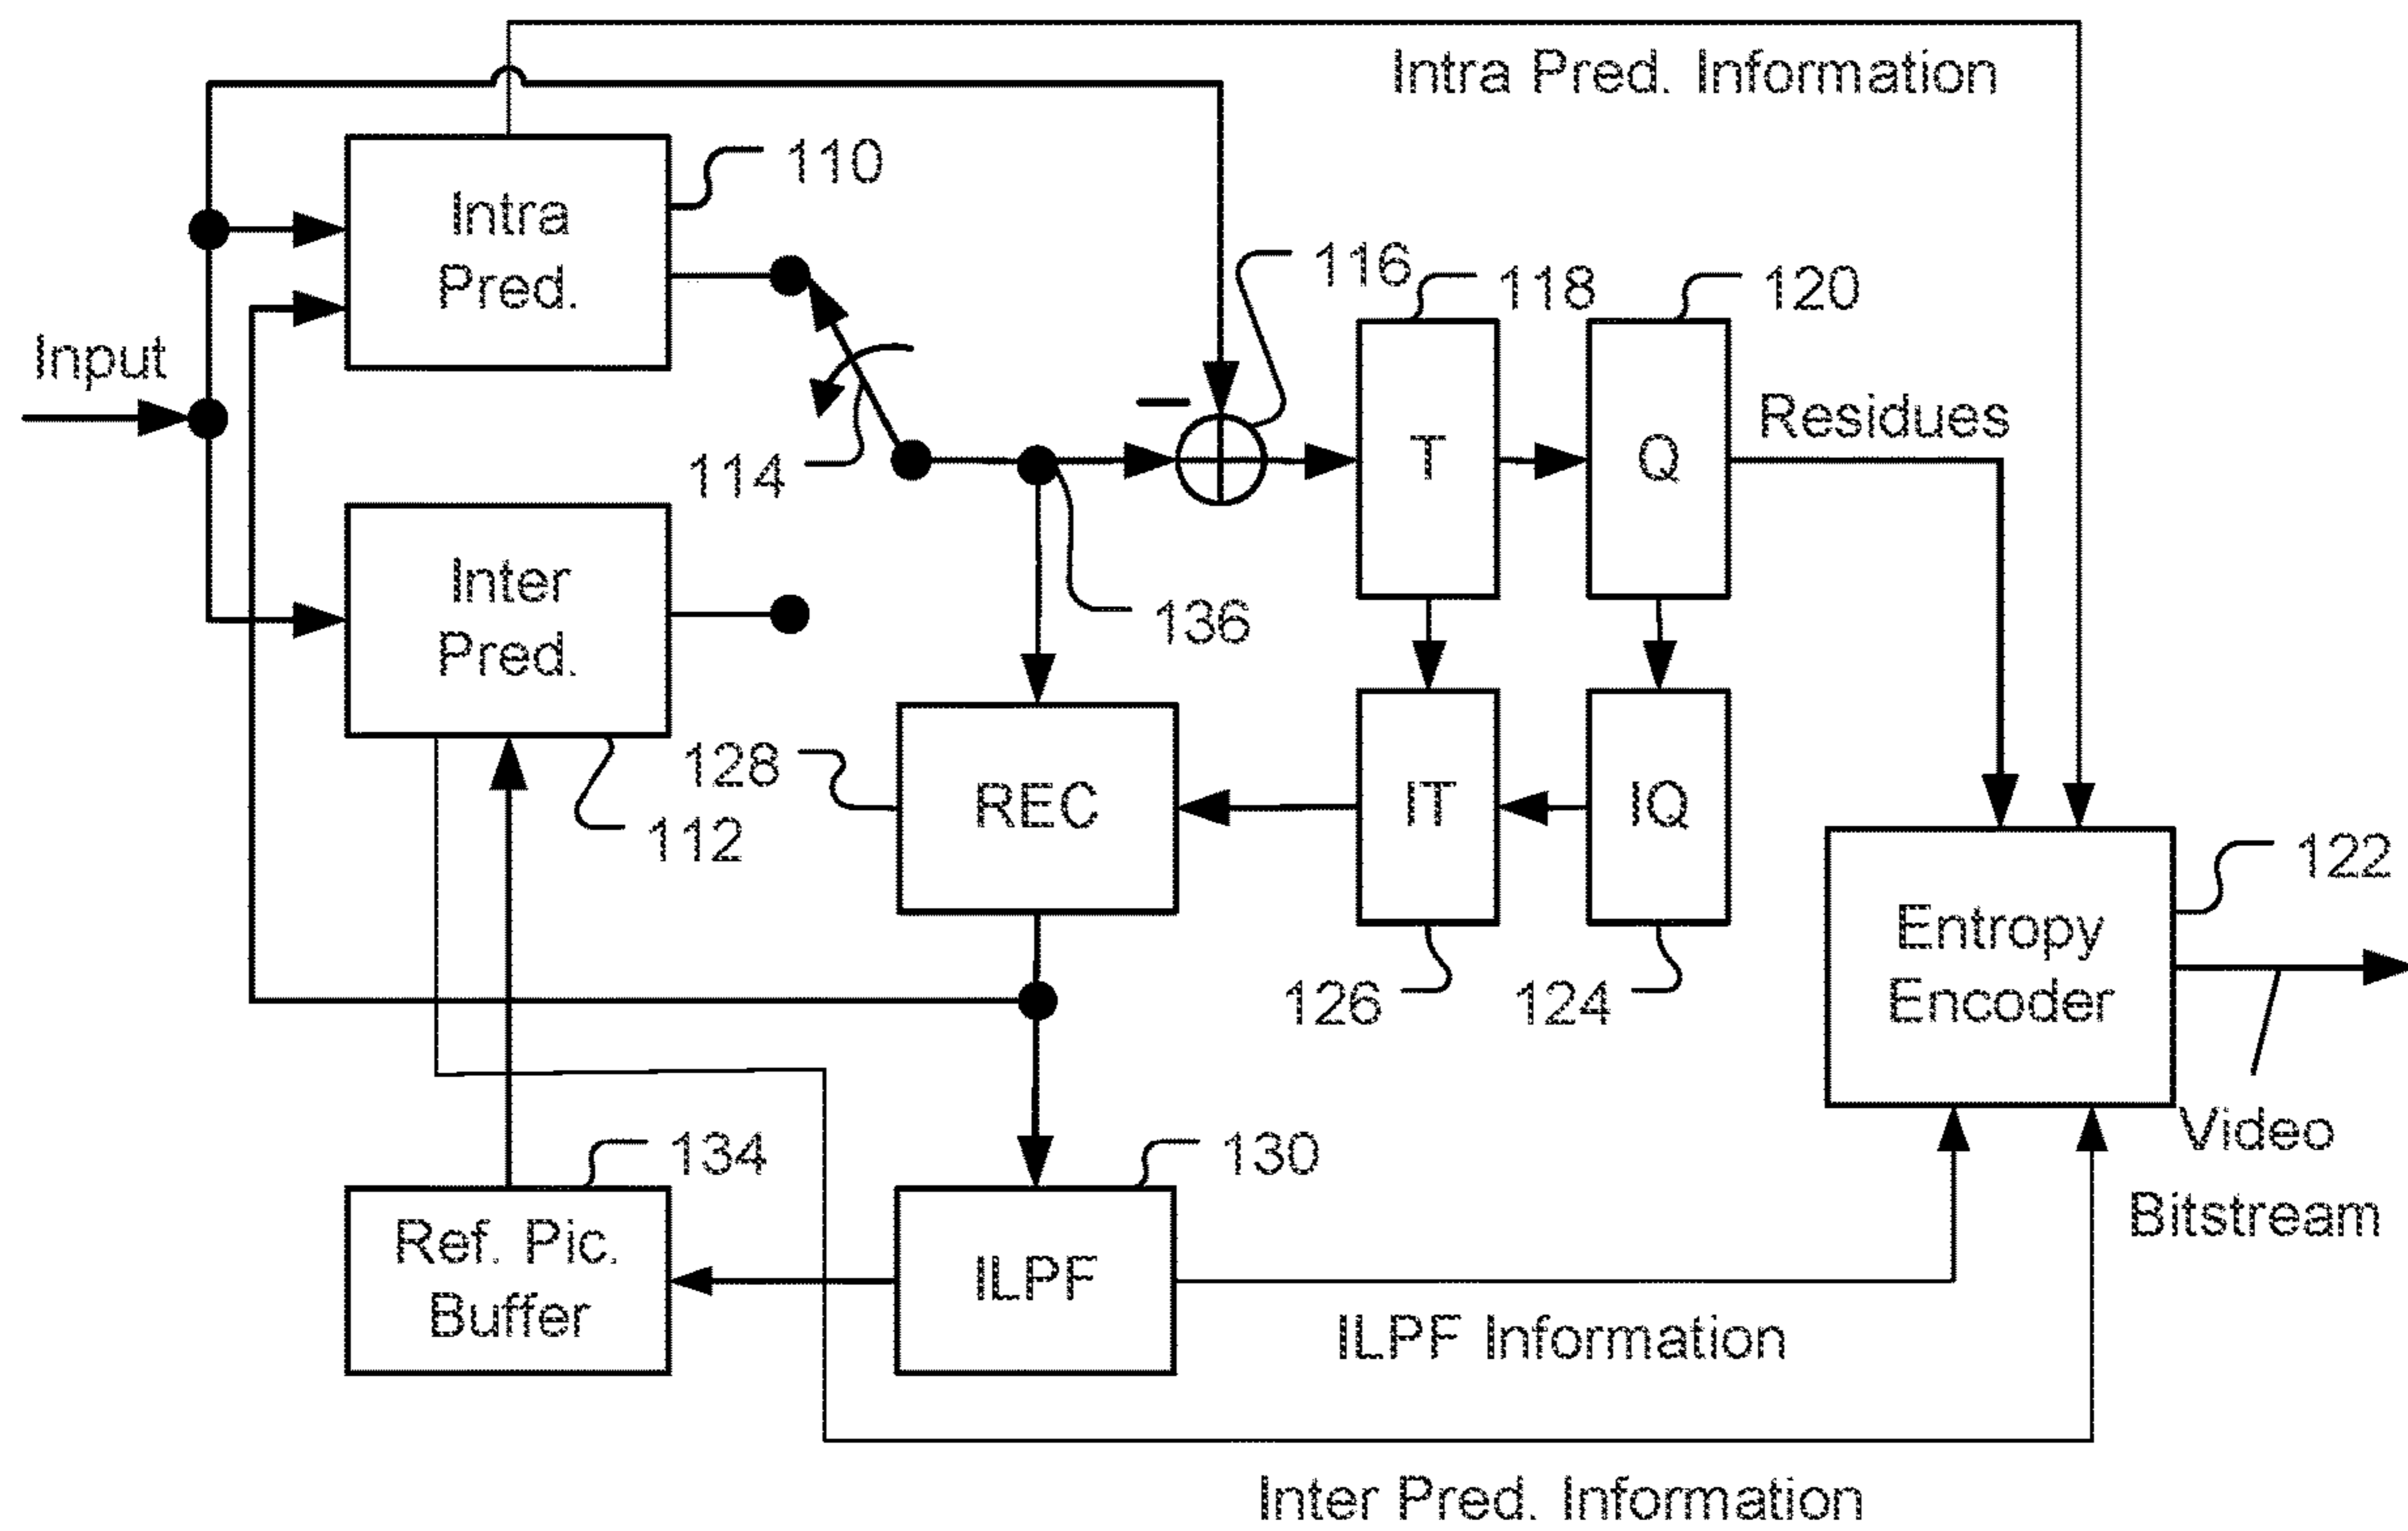 Intra Pred. Information
110
Intra
Pred.
116
118
120
Input
114
T
Q
Residues
136
Inter
Pred.
128
REC
IT
IQ
112
122
Entropy
Encoder
126
124
Video
Bitstream
134
130
Ref. Pic.
Buffer
ILPF
ILPF Information
Inter Pred. Information